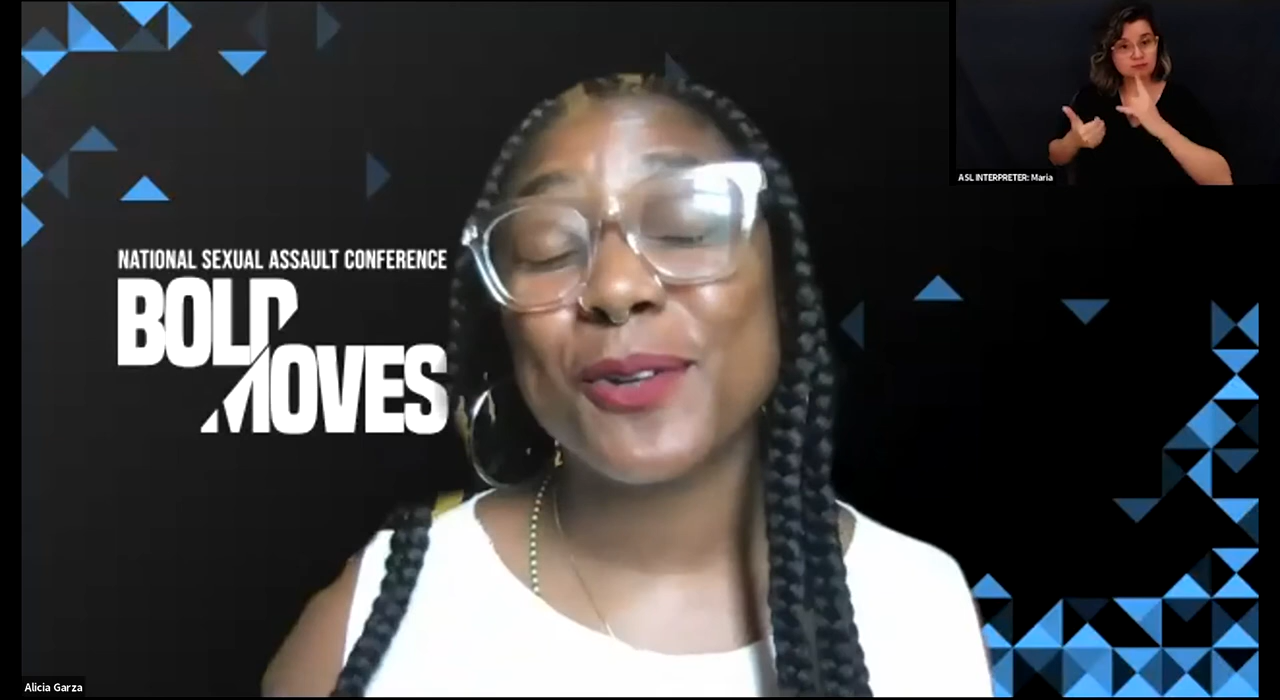 ASL INTERPRETER: Maria
NATIONAL SEXUAL ASSAULT CONFERENCE
BOLD
MOVES
Alicia Garza